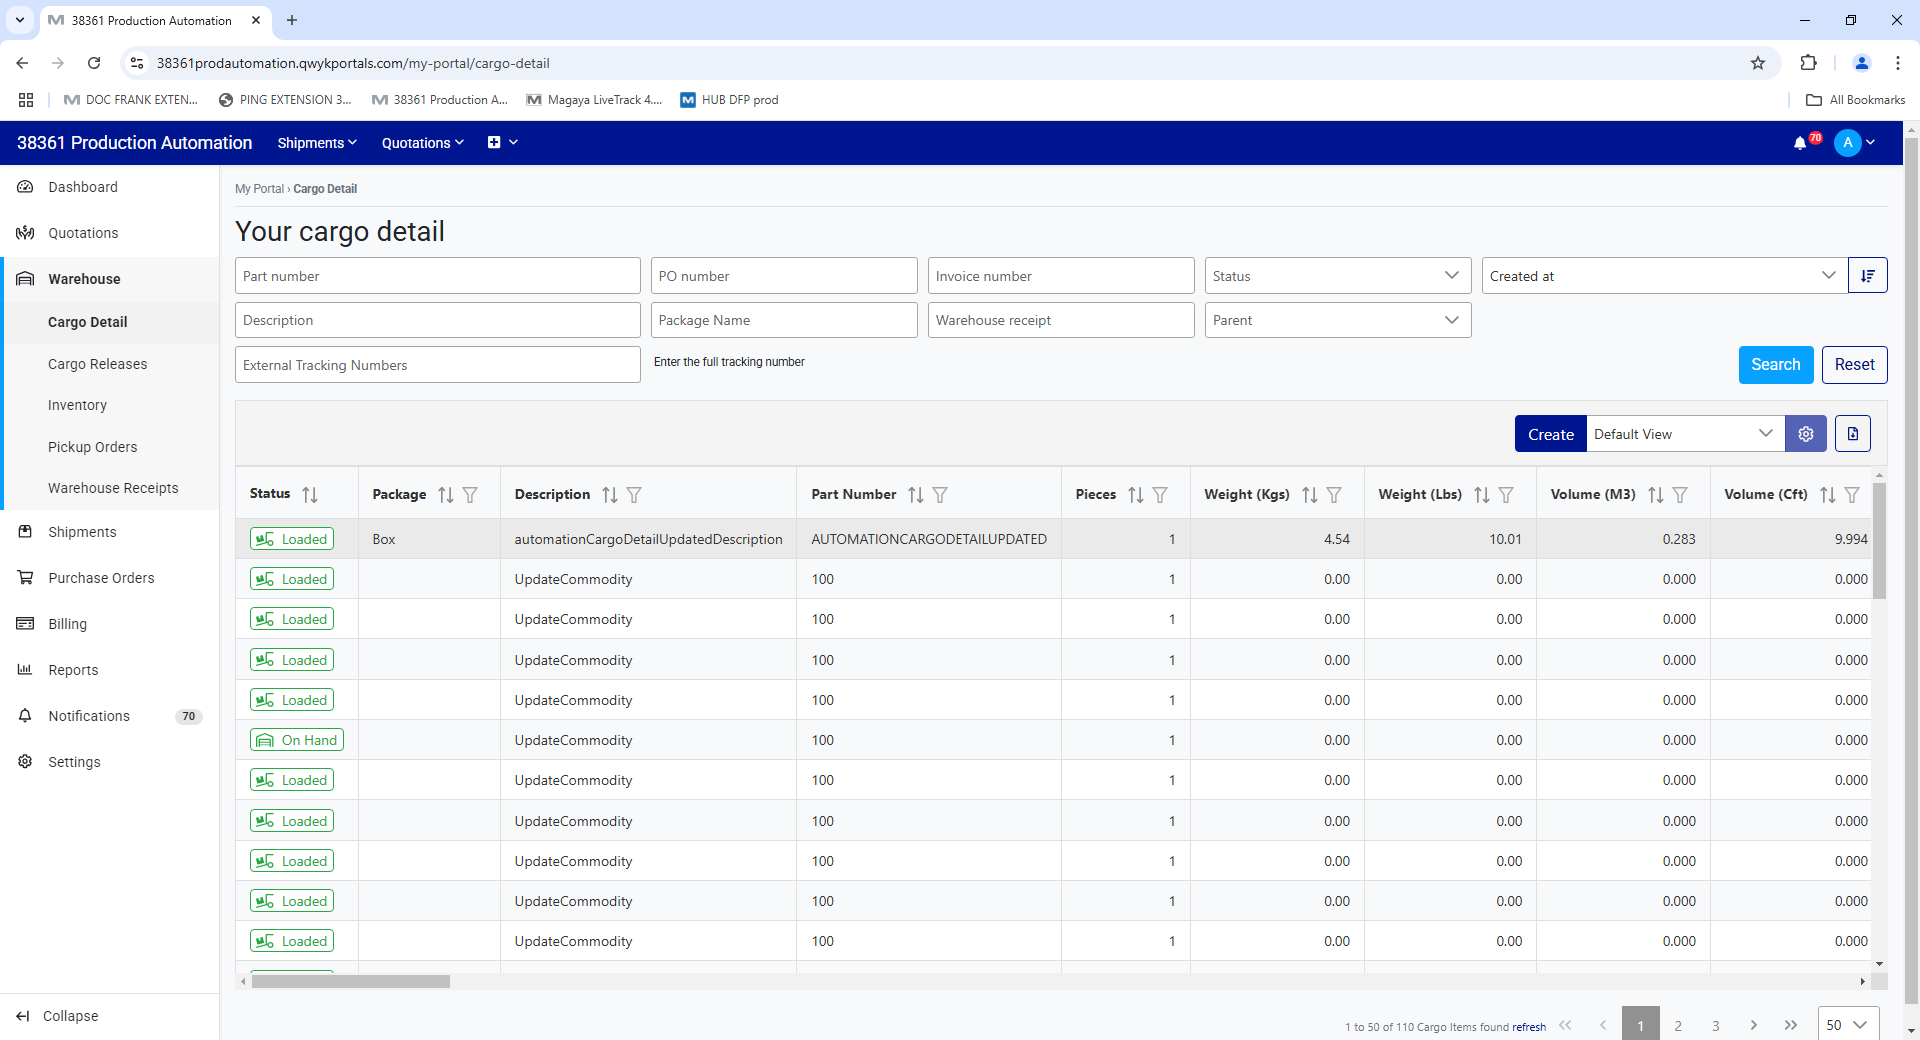 38361 Production Automation
38361prodautomation.qwykportals.com/my-portal/cargo-detail
DOC FRANK EXTEN... PING EXTENSION 3... 38361 Production A... Magaya LiveTrack 4.... HUB DFP prod All Bookmarks
38361 Production Automation Shipments Quotations 70 A
Dashboard
Quotations
Warehouse
Cargo Detail
Cargo Releases
Inventory
Pickup Orders
Warehouse Receipts
Shipments
Purchase Orders
Billing
Reports
Notifications 70
Settings
Collapse
My Portal › Cargo Detail
Your cargo detail
Part number PO number Invoice number Status Created at
Description Package Name Warehouse receipt Parent
External Tracking Numbers Enter the full tracking number Search Reset
Create Default View
Status Package Description Part Number Pieces Weight (Kgs) Weight (Lbs) Volume (M3) Volume (Cft)
Loaded Box automationCargoDetailUpdatedDescription AUTOMATIONCARGODETAILUPDATED 1 4.54 10.01 0.283 9.994
Loaded UpdateCommodity 100 1 0.00 0.00 0.000 0.000
Loaded UpdateCommodity 100 1 0.00 0.00 0.000 0.000
Loaded UpdateCommodity 100 1 0.00 0.00 0.000 0.000
Loaded UpdateCommodity 100 1 0.00 0.00 0.000 0.000
On Hand UpdateCommodity 100 1 0.00 0.00 0.000 0.000
Loaded UpdateCommodity 100 1 0.00 0.00 0.000 0.000
Loaded UpdateCommodity 100 1 0.00 0.00 0.000 0.000
Loaded UpdateCommodity 100 1 0.00 0.00 0.000 0.000
Loaded UpdateCommodity 100 1 0.00 0.00 0.000 0.000
Loaded UpdateCommodity 100 1 0.00 0.00 0.000 0.000
1 to 50 of 110 Cargo Items found refresh 1 2 3 50